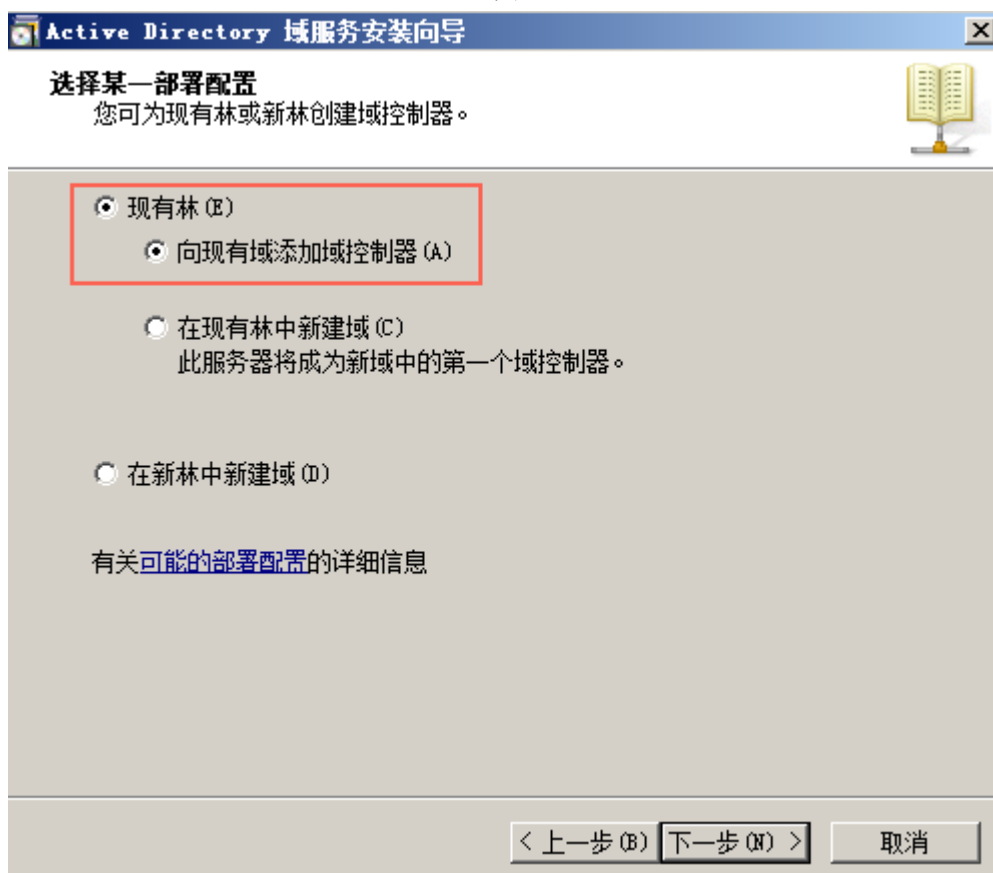 Active Directory 域服务安装向导
选择某一部署配置
您可为现有林或新林创建域控制器。
现有林(E)
向现有域添加域控制器(A)
在现有林中新建域(C)
此服务器将成为新域中的第一个域控制器。
在新林中新建域(D)
有关可能的部署配置的详细信息
< 上一步(B) 下一步(N) > 取消